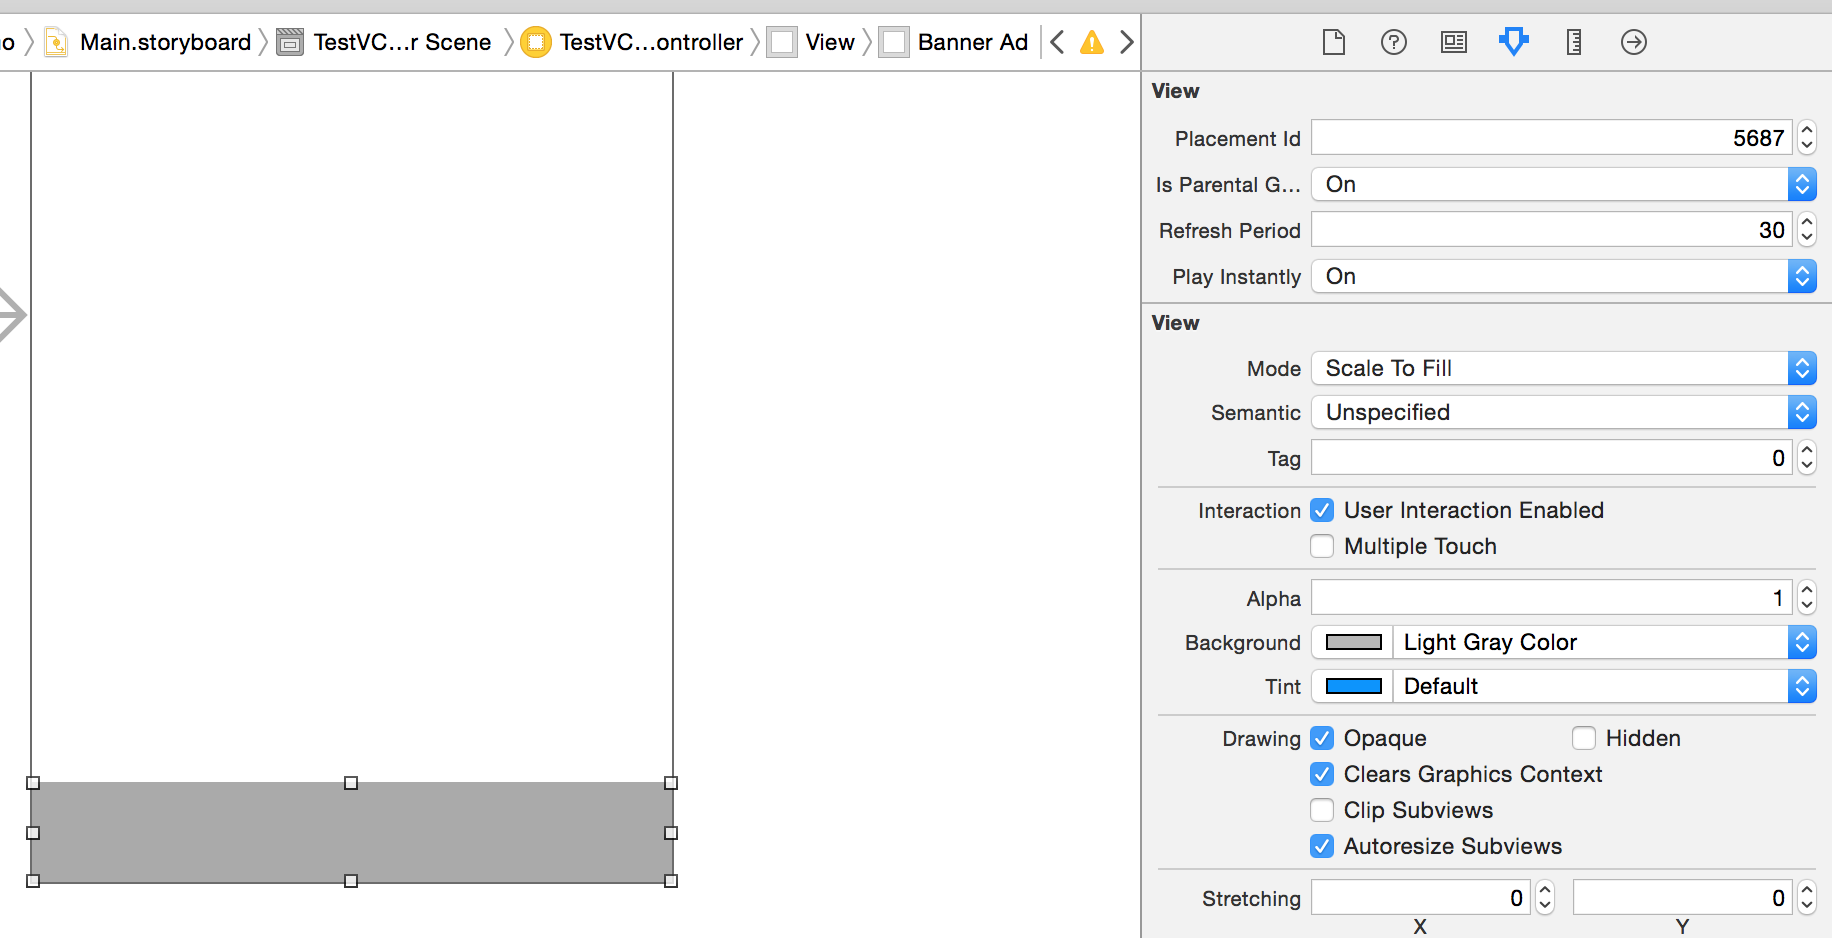 o Main.storyboard TestVC...r Scene TestVC...ontroller View Banner Ad
View
Placement Id 5687
Is Parental G... On
Refresh Period 30
Play Instantly On
View
Mode Scale To Fill
Semantic Unspecified
Tag 0
Interaction User Interaction Enabled
Multiple Touch
Alpha 1
Background Light Gray Color
Tint Default
Drawing Opaque Hidden
Clears Graphics Context
Clip Subviews
Autoresize Subviews
Stretching 0 0
X Y